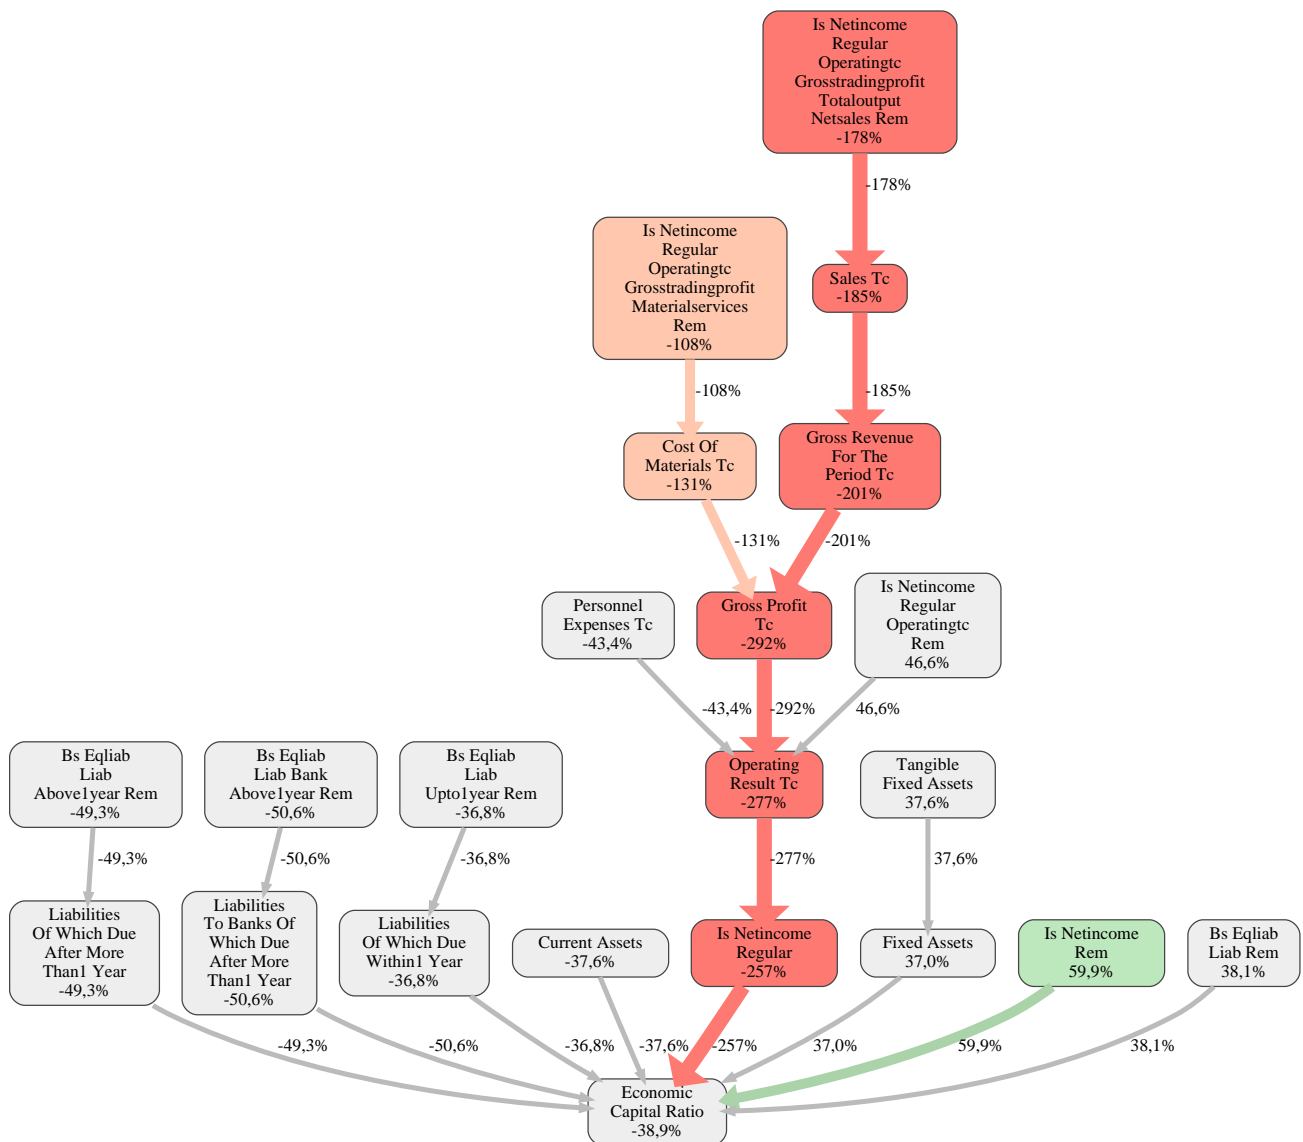 Is Netincome
Regular
Operatingtc
Grosstradingprofit
Totaloutput
Netsales Rem
-178%
-178%
Is Netincome
Regular
Operatingtc
Grosstradingprofit
Materialservices
Rem
-108%
Sales Tc
-185%
-108%
-185%
Cost Of
Materials Tc
-131%
Gross Revenue
For The
Period Tc
-201%
-131%
-201%
Personnel
Expenses Tc
-43,4%
Gross Profit
Tc
-292%
Is Netincome
Regular
Operatingtc
Rem
46,6%
-43,4%
-292%
46,6%
Bs Eqliab
Liab
Above1year Rem
-49,3%
Bs Eqliab
Liab Bank
Above1year Rem
-50,6%
Bs Eqliab
Liab
Upto1year Rem
-36,8%
Operating
Result Tc
-277%
Tangible
Fixed Assets
37,6%
-49,3%
-50,6%
-36,8%
-277%
37,6%
Liabilities
Of Which Due
After More
Than1 Year
-49,3%
Liabilities
To Banks Of
Which Due
After More
Than1 Year
-50,6%
Liabilities
Of Which Due
Within1 Year
-36,8%
Current Assets
-37,6%
Is Netincome
Regular
-257%
Fixed Assets
37,0%
Is Netincome
Rem
59,9%
Bs Eqliab
Liab Rem
38,1%
-49,3%
-50,6%
-36,8%
-37,6%
-257%
37,0%
59,9%
38,1%
Economic
Capital Ratio
-38,9%